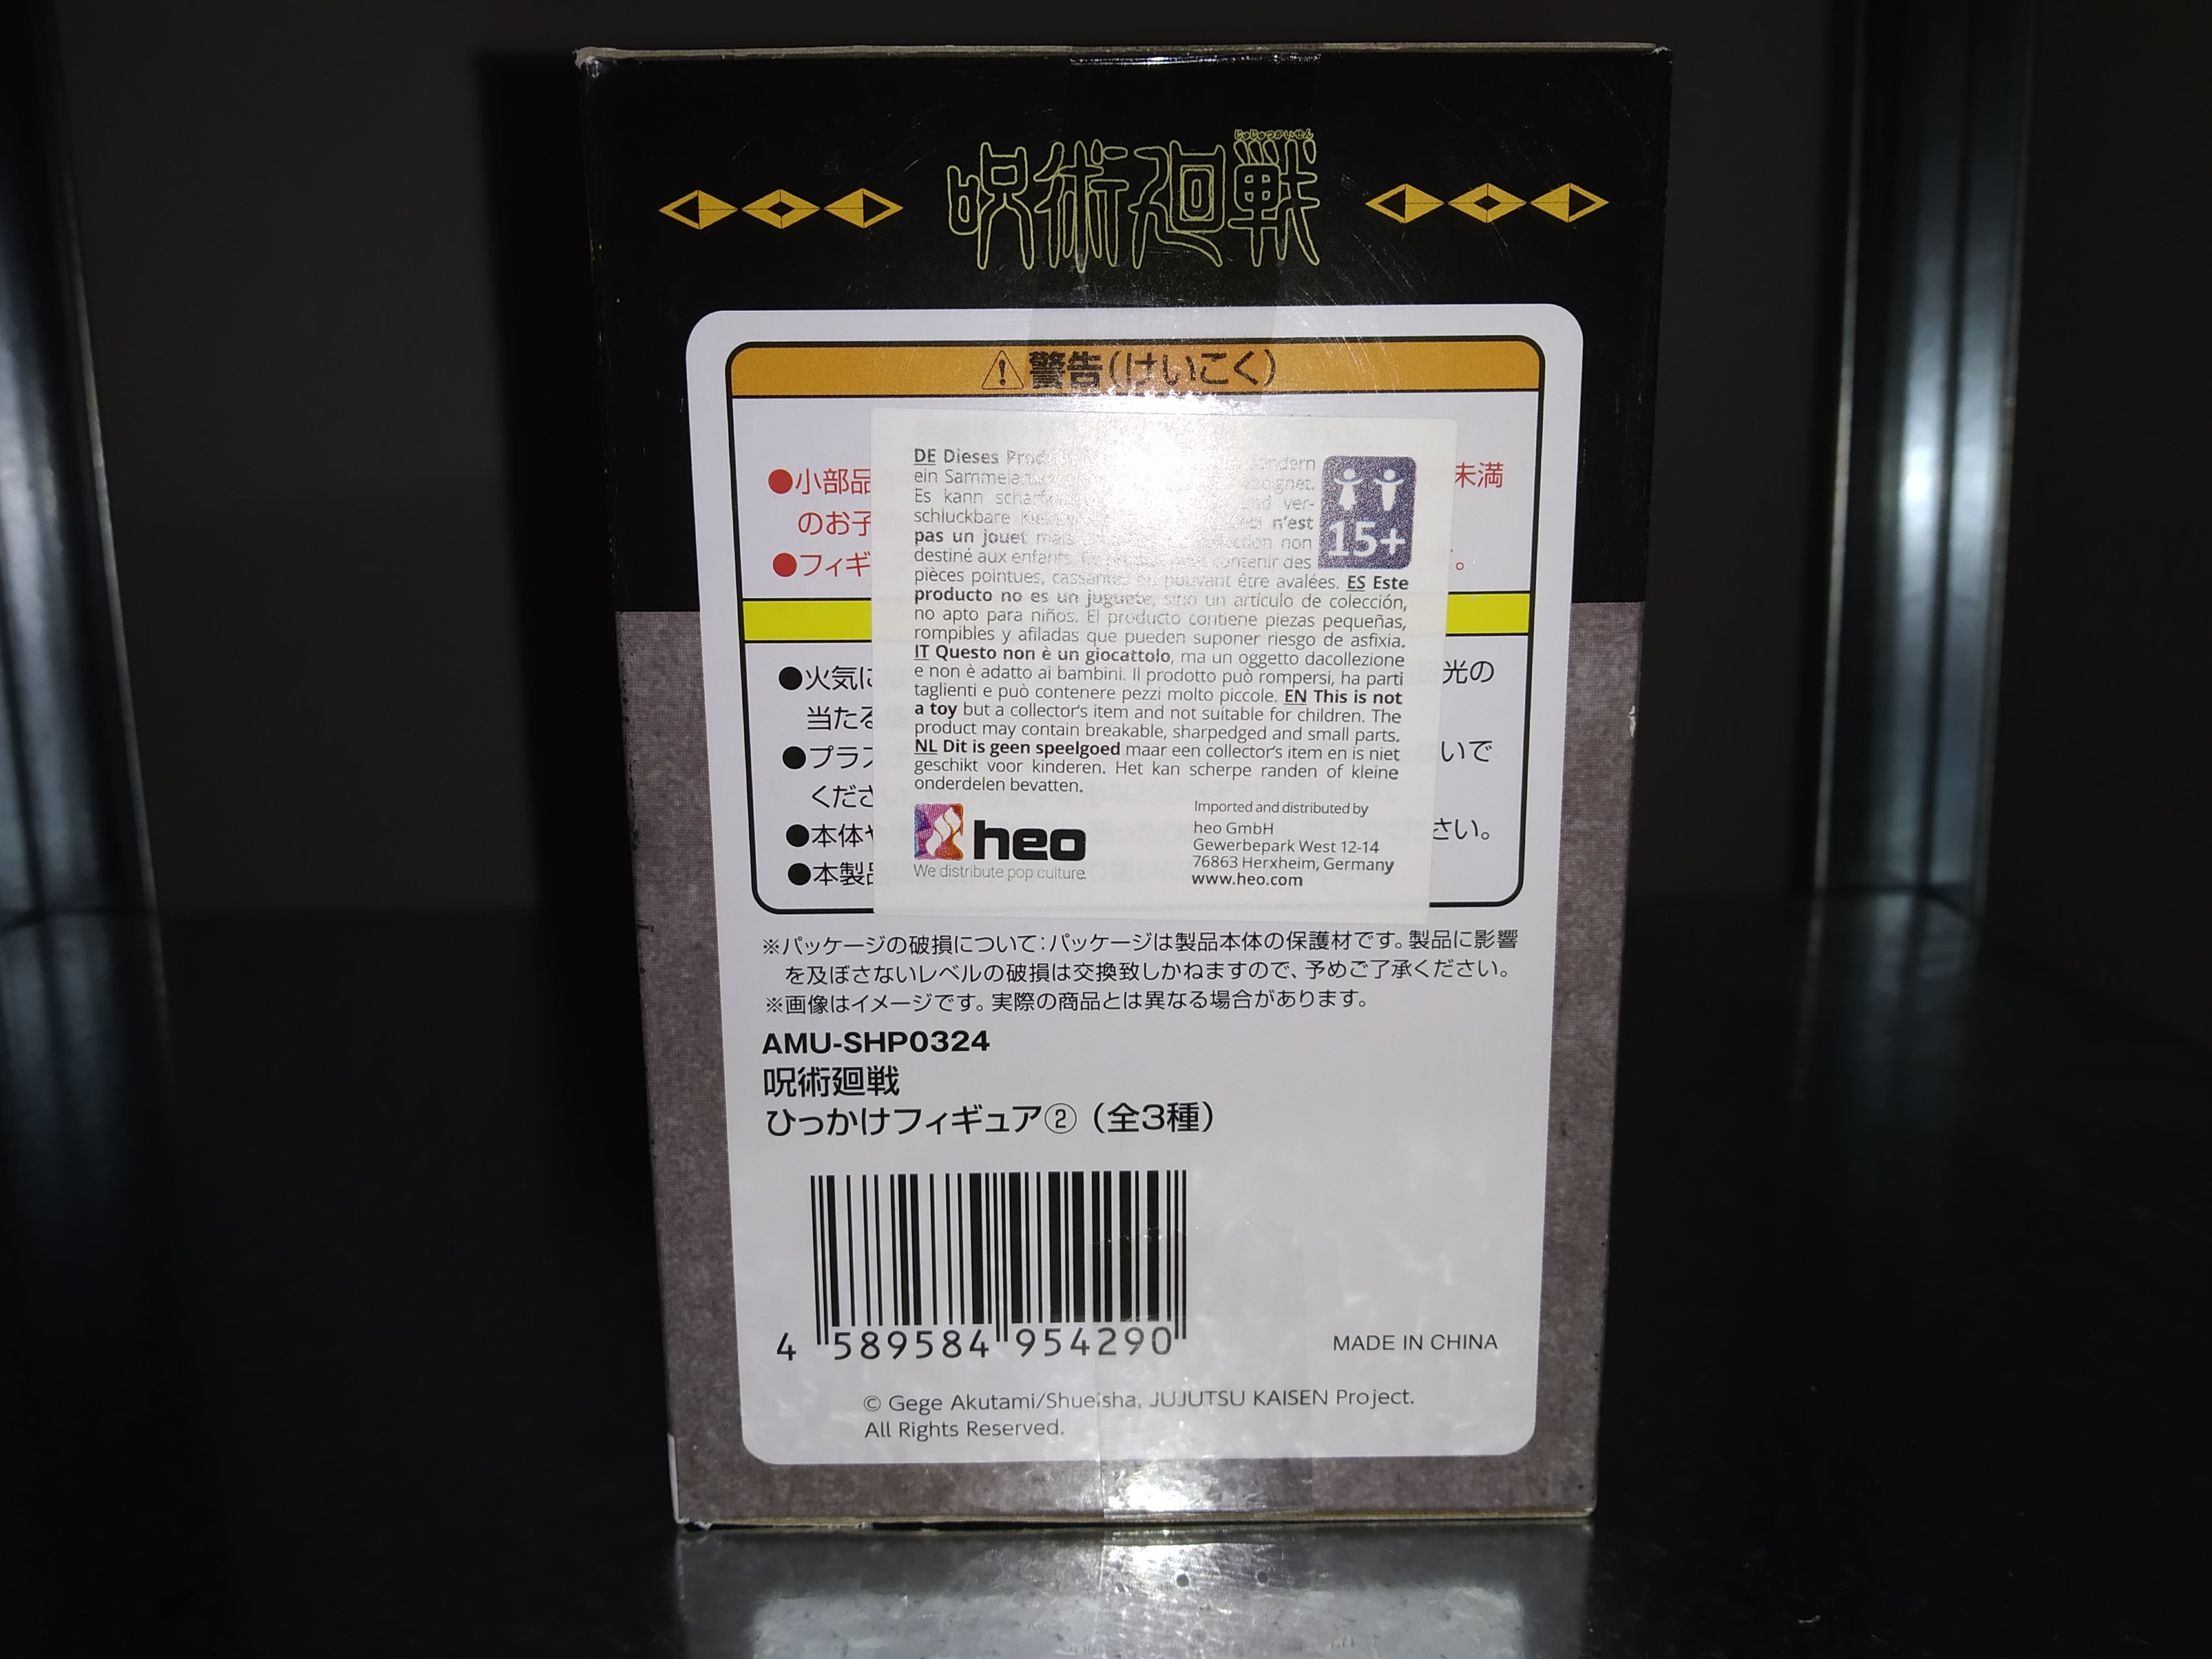 じゅじゅつかいせん
呪術廻戦
警告(けいこく)
●小部品
未満
のお子
●フィギ
。
DE Dieses ndern
ein
Es kann und ver-
schluckbare n'est
pas un jouet mais non
destiné aux enfants. contenir des
pièces pointues, cassantes ou pouvant être avalées. ES Este
producto no es un juguete, sino un artículo de colección,
no apto para niños. El producto contiene piezas pequeñas,
rompibles y afiladas que pueden suponer riesgo de asfixia.
IT Questo non è un giocattolo, ma un oggetto dacollezione
e non è adatto ai bambini. Il prodotto può rompersi, ha parti
taglienti e può contenere pezzi molto piccole. EN This is not
a toy but a collector's item and not suitable for children. The
product may contain breakable, sharpedged and small parts.
NL Dit is geen speelgoed maar een collector's item en is niet
geschikt voor kinderen. Het kan scherpe randen of kleine
onderdelen bevatten.
15+
heo
We distribute pop culture.
Imported and distributed by
heo GmbH
Gewerbepark West 12-14
76863 Herxheim, Germany
www.heo.com
●火気に
光の
当たる
●プラス
いで
くださ
●本体や
さい。
●本製品
※パッケージの破損について:パッケージは製品本体の保護材です。製品に影響
を及ぼさないレベルの破損は交換致しかねますので、予めご了承ください。
※画像はイメージです。実際の商品とは異なる場合があります。
AMU-SHP0324
呪術廻戦
ひっかけフィギュア②(全3種)
4 589584 954290
MADE IN CHINA
© Gege Akutami/Shueisha, JUJUTSU KAISEN Project.
All Rights Reserved.